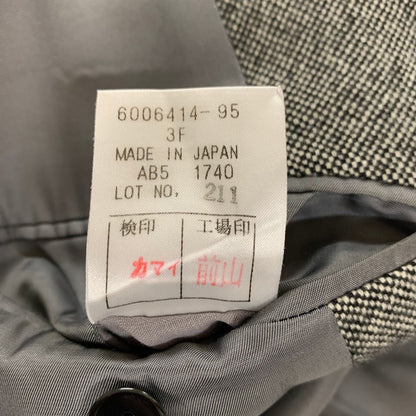 6006414-95
3F
MADE IN JAPAN
AB5 1740
LOT NO, 211
検印 工場印
カマイ 前山